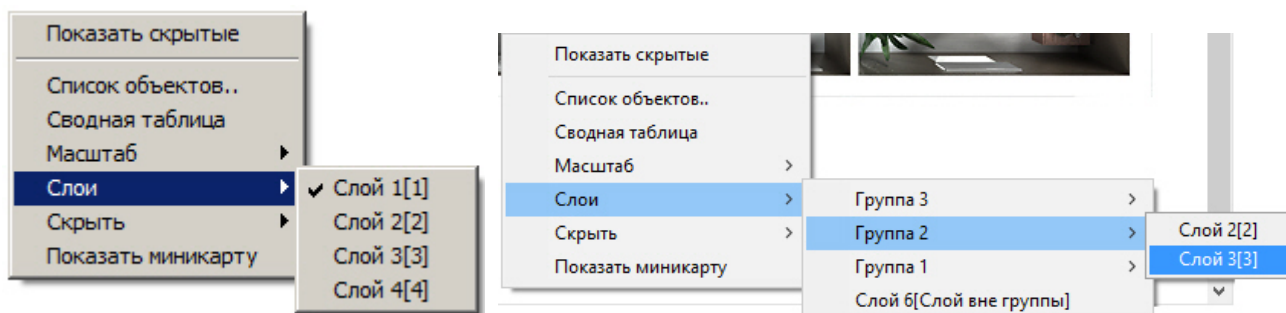 Показать скрытые
Список объектов..
Сводная таблица
Масштаб
Слои
Скрыть
Показать миникарту
Слой 1[1]
Слой 2[2]
Слой 3[3]
Слой 4[4]
Показать скрытые
Список объектов..
Сводная таблица
Масштаб
Слои
Скрыть
Показать миникарту
Группа 3
Группа 2
Группа 1
Слой 6[Слой вне группы]
Слой 2[2]
Слой 3[3]